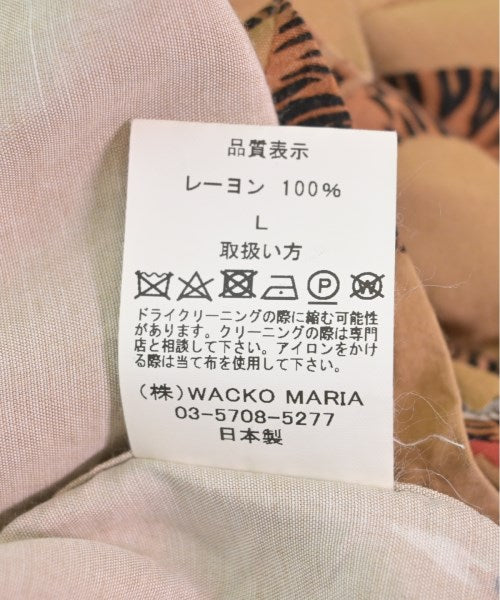 品質表示
レーヨン 100%
L
取扱い方
P W
ドライクリーニングの際に縮む可能性
があります。クリーニングの際は専門
店と相談して下さい。アイロンをかけ
る際は当て布を使用して下さい。
(株)WACKO MARIA
03-5708-5277
日本製